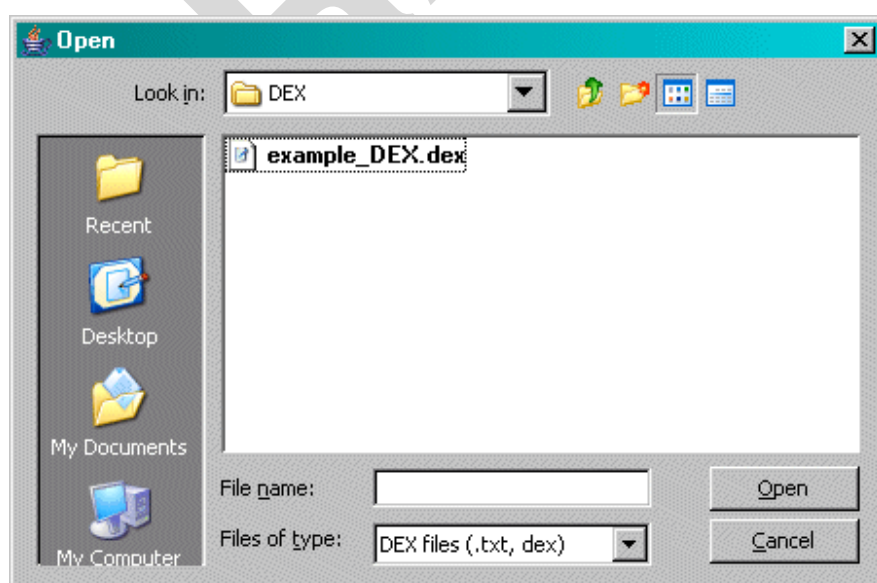 Open
Look in: DEX
example_DEX.dex
Recent
Desktop
My Documents
My Computer
File name:
Open
Files of type: DEX files (.txt, dex)
Cancel